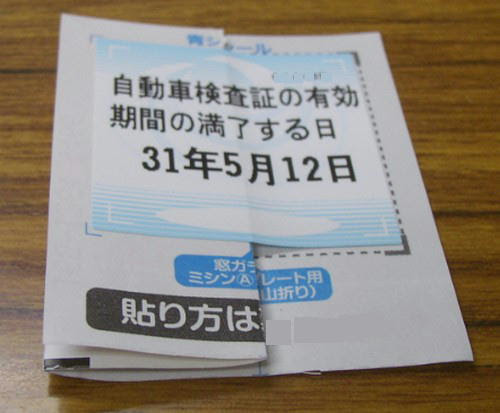 青シール
自動車検査証の有効
期間の満了する日
31年5月12日
窓ガ
ミシンⒶ
レート用
山折り)
貼り方は